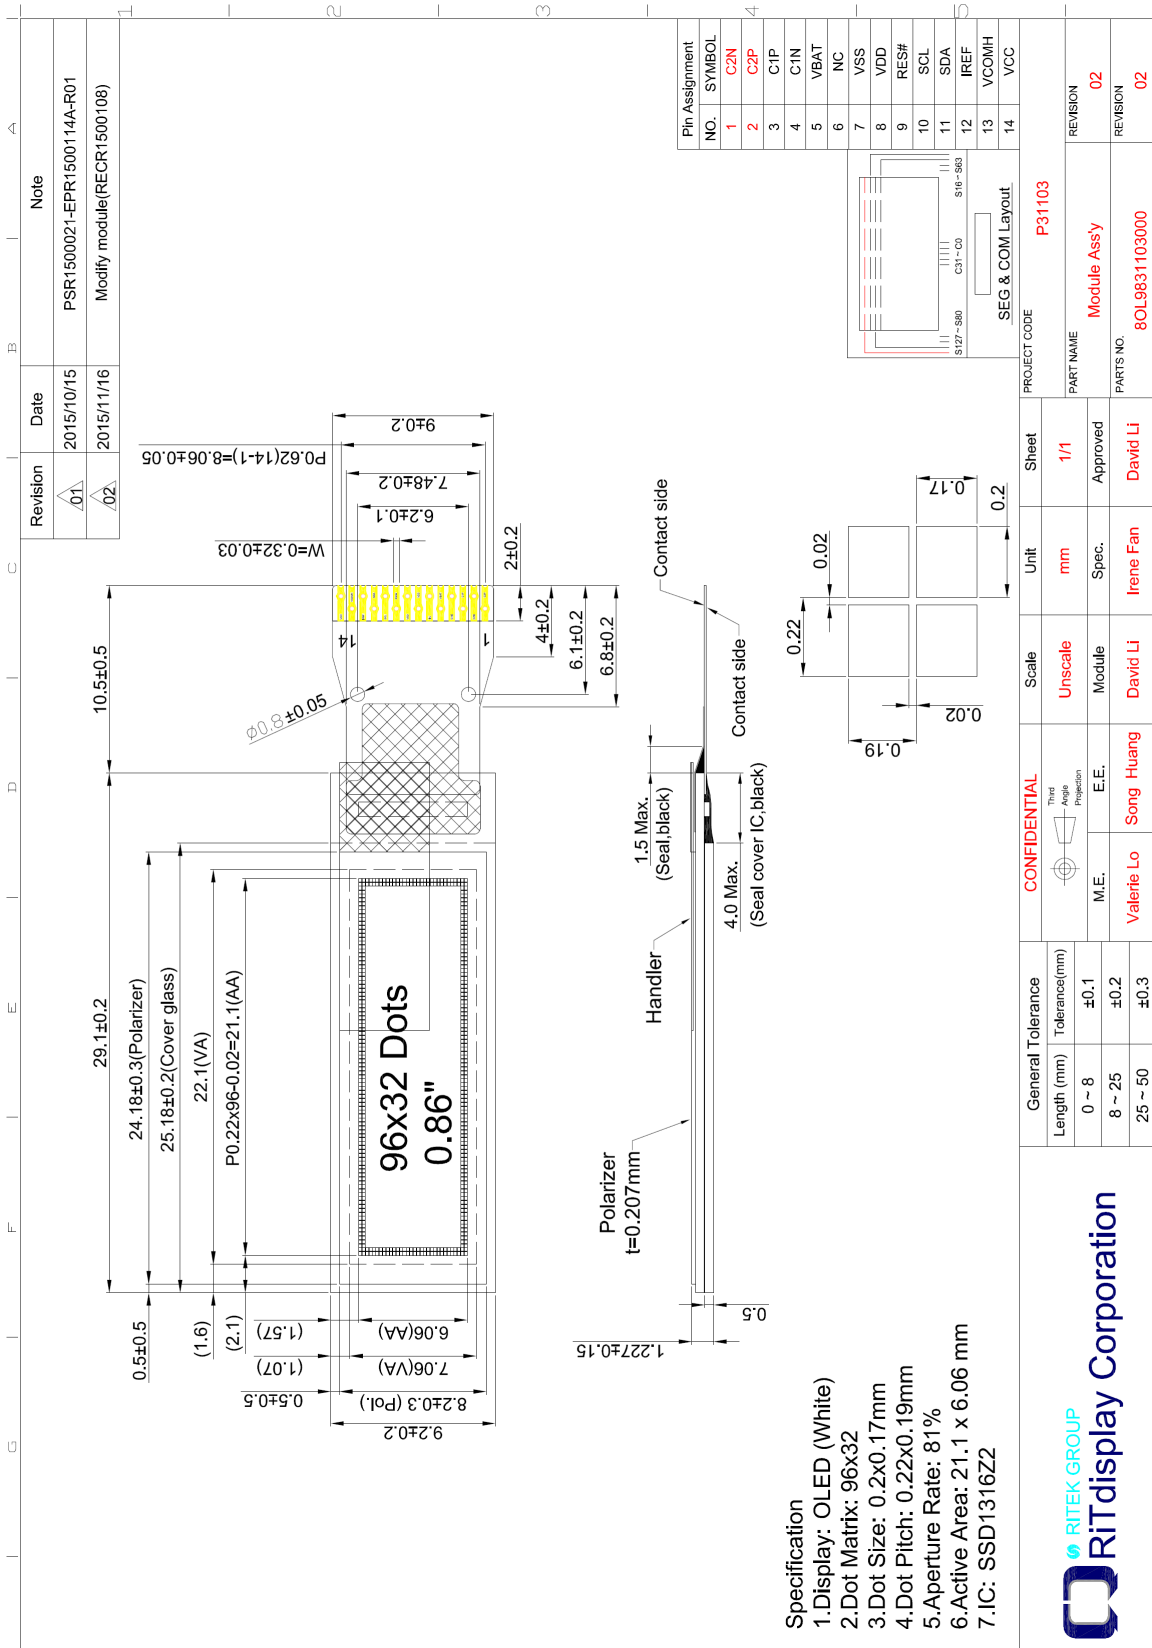 1
2
3
4
5
A
B
C
D
E
F
G
Revision Date Note
01 2015/10/15 PSR1500021-EPR1500114A-R01
02 2015/11/16 Modify module(RECR1500108)
29.1±0.2
10.5±0.5
24.18±0.3(Polarizer)
25.18±0.2(Cover glass)
22.1(VA)
P0.22x96-0.02=21.1(AA)
0.5±0.5
(1.6)
(2.1)
96x32 Dots
0.86"
(1.57)
6.06(AA)
(1.07)
7.06(VA)
0.5±0.5
8.2±0.3 (Pol.)
9.2±0.2
Ø0.8±0.05
14
1
W=0.32±0.03
6.2±0.1
7.48±0.2
P0.62(14-1)=8.06±0.05
9±0.2
2±0.2
4±0.2
6.1±0.2
6.8±0.2
Polarizer
t=0.207mm
Handler
1.5 Max.
(Seal,black)
4.0 Max.
(Seal cover IC,black)
Contact side
Contact side
1.227±0.15
0.5
0.22
0.02
0.19
0.02
0.17
0.2
Pin Assignment
NO. SYMBOL
1 C2N
2 C2P
3 C1P
4 C1N
5 VBAT
6 NC
7 VSS
8 VDD
9 RES#
10 SCL
11 SDA
12 IREF
13 VCOMH
14 VCC
S127 ~ S80
C31 ~ C0
S16 ~ S63
SEG & COM Layout
Specification
1.Display: OLED (White)
2.Dot Matrix: 96x32
3.Dot Size: 0.2x0.17mm
4.Dot Pitch: 0.22x0.19mm
5.Aperture Rate: 81%
6.Active Area: 21.1 x 6.06 mm
7.IC: SSD1316Z2
RITEK GROUP
RiTdisplay Corporation
General Tolerance
Length (mm) Tolerance(mm)
0 ~ 8 ±0.1
8 ~ 25 ±0.2
25 ~ 50 ±0.3
CONFIDENTIAL
Third
Angle
Projection
M.E. E.E.
Valerie Lo Song Huang
Scale Unit Sheet
Unscale mm 1/1
Module Spec. Approved
David Li Irene Fan David Li
PROJECT CODE
P31103
PART NAME
Module Ass'y
REVISION
02
PARTS NO.
8OL9831103000
REVISION
02